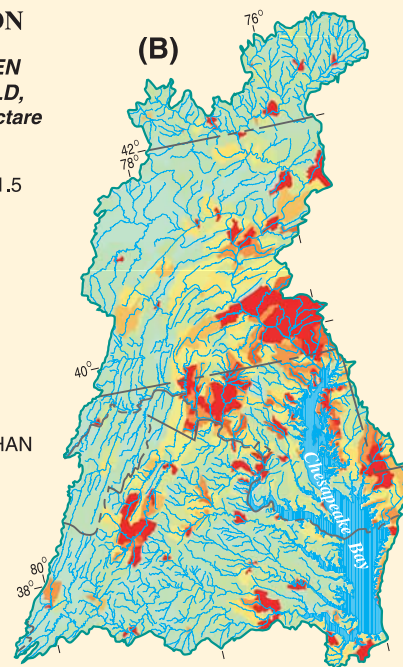 ON
EN
LD,
ctare
1.5
HAN
(B)
76°
42°
78°
40°
80°
38°
Chesapeake Bay